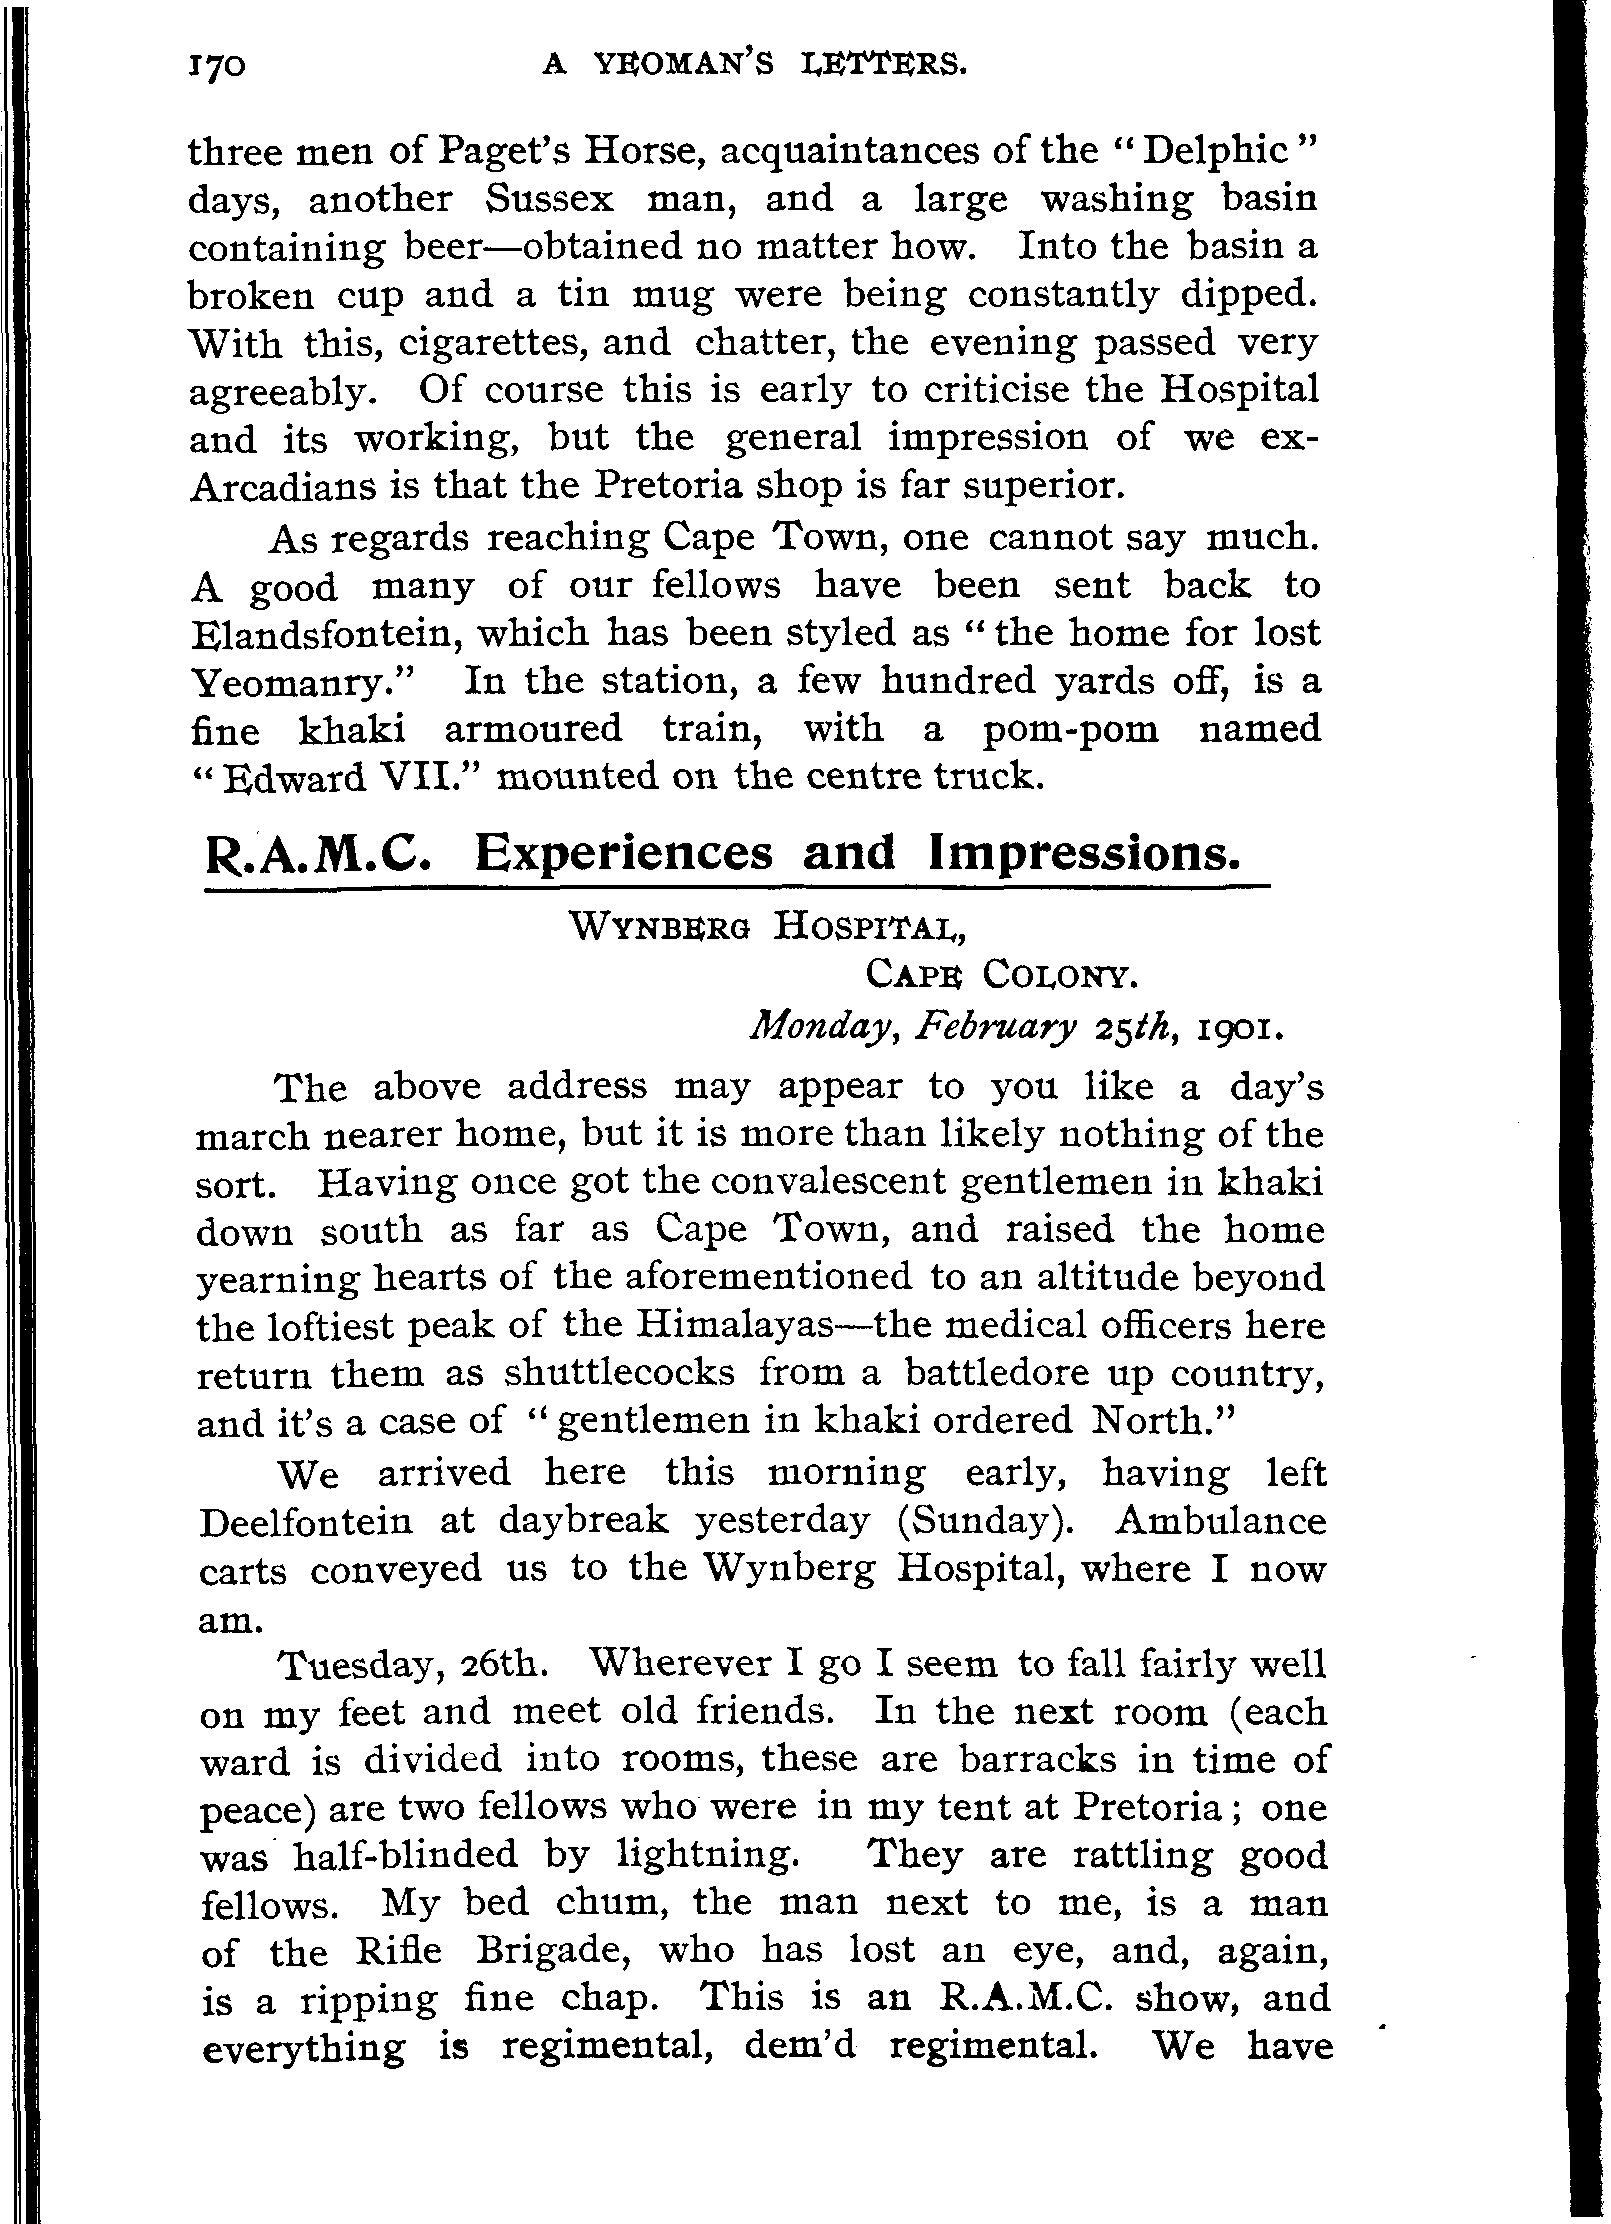 170 A YEOMAN'S LETTERS.
three men of Paget's Horse, acquaintances of the "Delphic"
days, another Sussex man, and a large washing basin
containing beer—obtained no matter how. Into the basin a
broken cup and a tin mug were being constantly dipped.
With this, cigarettes, and chatter, the evening passed very
agreeably. Of course this is early to criticise the Hospital
and its working, but the general impression of we ex-
Arcadians is that the Pretoria shop is far superior.
As regards reaching Cape Town, one cannot say much.
A good many of our fellows have been sent back to
Elandsfontein, which has been styled as "the home for lost
Yeomanry." In the station, a few hundred yards off, is a
fine khaki armoured train, with a pom-pom named
"Edward VII." mounted on the centre truck.
R.A.M.C. Experiences and Impressions.
WYNBERG HOSPITAL,
CAPE COLONY.
Monday, February 25th, 1901.
The above address may appear to you like a day's
march nearer home, but it is more than likely nothing of the
sort. Having once got the convalescent gentlemen in khaki
down south as far as Cape Town, and raised the home
yearning hearts of the aforementioned to an altitude beyond
the loftiest peak of the Himalayas—the medical officers here
return them as shuttlecocks from a battledore up country,
and it's a case of "gentlemen in khaki ordered North."
We arrived here this morning early, having left
Deelfontein at daybreak yesterday (Sunday). Ambulance
carts conveyed us to the Wynberg Hospital, where I now
am.
Tuesday, 26th. Wherever I go I seem to fall fairly well
on my feet and meet old friends. In the next room (each
ward is divided into rooms, these are barracks in time of
peace) are two fellows who were in my tent at Pretoria; one
was half-blinded by lightning. They are rattling good
fellows. My bed chum, the man next to me, is a man
of the Rifle Brigade, who has lost an eye, and, again,
is a ripping fine chap. This is an R.A.M.C. show, and
everything is regimental, dem'd regimental. We have